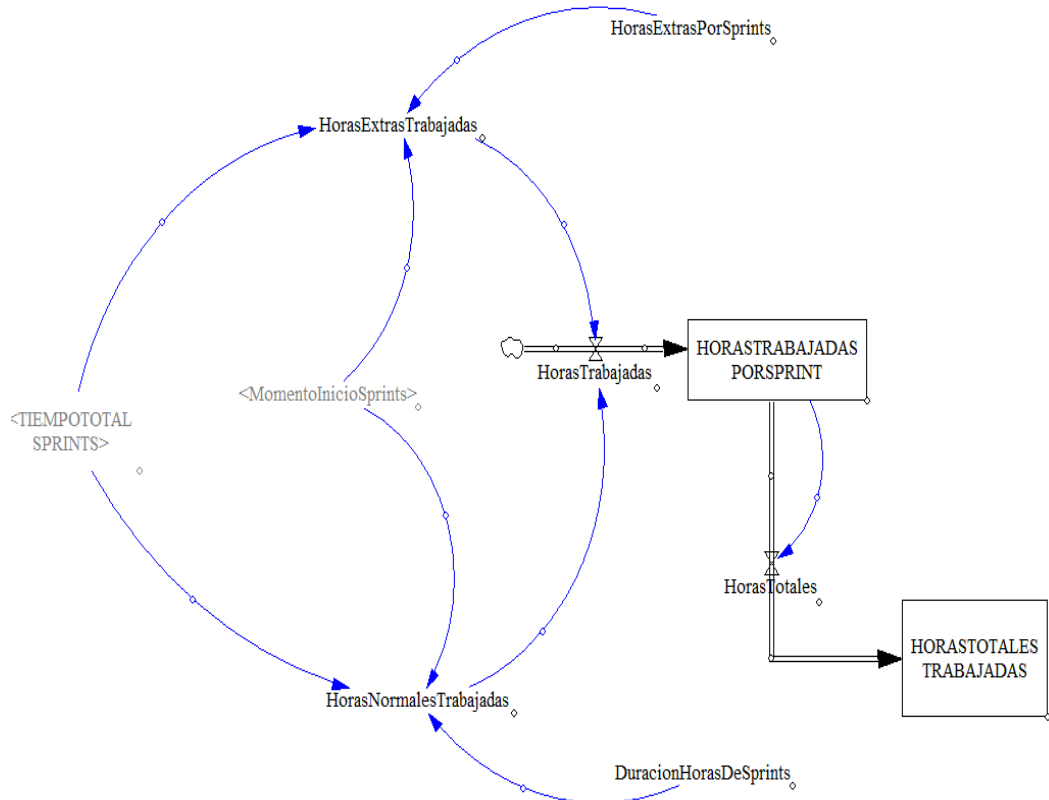 HorasExtrasPorSprints
HorasExtrasTrabajadas
HORASTRABAJADAS
PORSPRINT
HorasTrabajadas
<MomentoInicioSprints>
<TIEMPOTOTAL
SPRINTS>
HorasTotales
HORASTOTALES
TRABAJADAS
HorasNormalesTrabajadas
DuracionHorasDeSprints